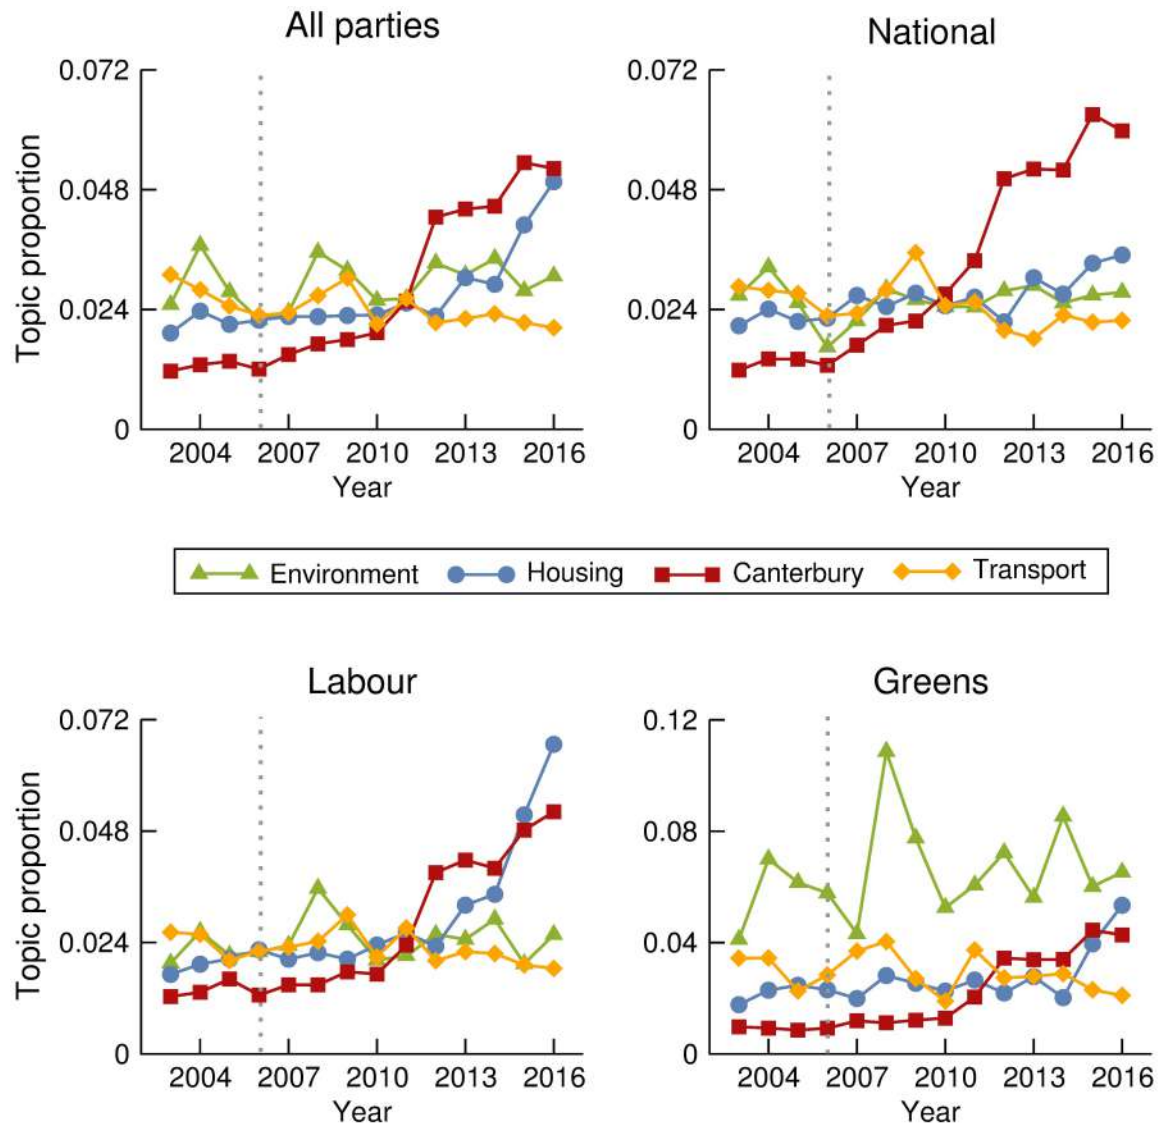 All parties
National
0.072
0.048
0.024
0
Topic proportion
2004 2007 2010 2013 2016
Year
0.072
0.048
0.024
0
2004 2007 2010 2013 2016
Year
Environment Housing Canterbury Transport
Labour
Greens
0.072
0.048
0.024
0
Topic proportion
2004 2007 2010 2013 2016
Year
0.12
0.08
0.04
0
2004 2007 2010 2013 2016
Year